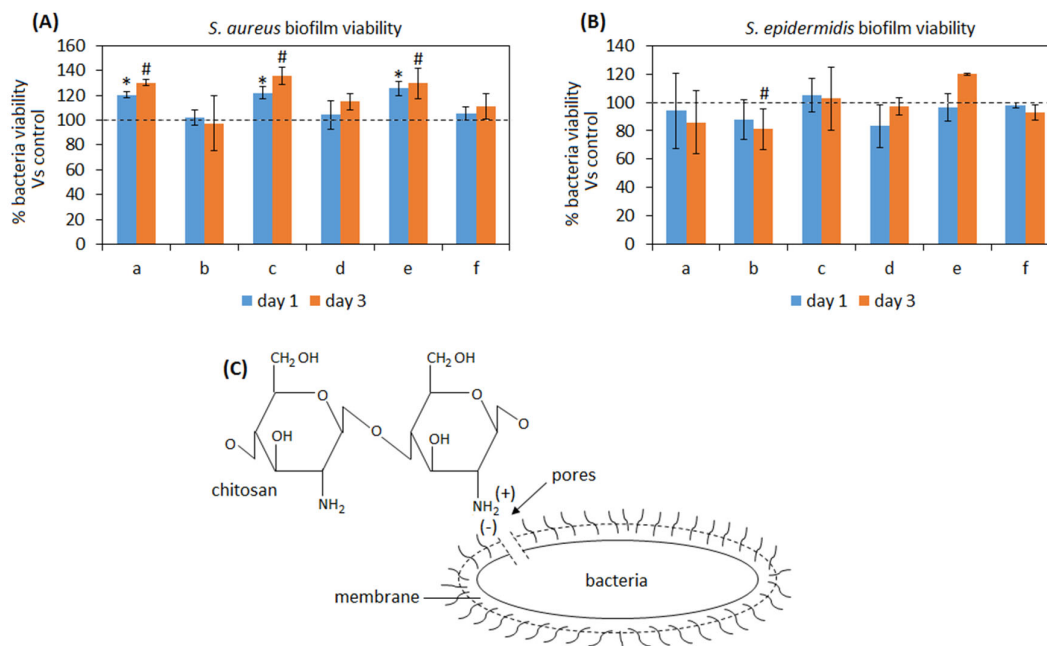 (A)
S. aureus biofilm viability
% bacteria viability
Vs control
160
140
120
100
80
60
40
20
0
* # * # * #
a b c d e f
day 1 day 3
(B)
S. epidermidis biofilm viability
% bacteria viability
Vs control
140
120
100
80
60
40
20
0
#
a b c d e f
day 1 day 3
(C)
CH2 OH CH2OH
O O
O OH O OH O
chitosan
NH2 NH2 (+)
(-)
pores
bacteria
membrane